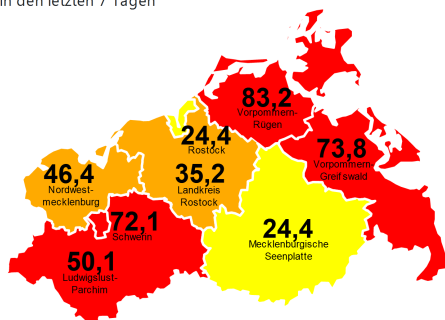 in den letzten 7 Tagen
83,2
Vorpommern-
Rügen
24,4
Rostock
73,8
Vorpommern-
Greifswald
46,4
Nordwest-
mecklenburg
35,2
Landkreis
Rostock
72,1
Schwerin
24,4
Mecklenburgische
Seenplatte
50,1
Ludwigslust-
Parchim